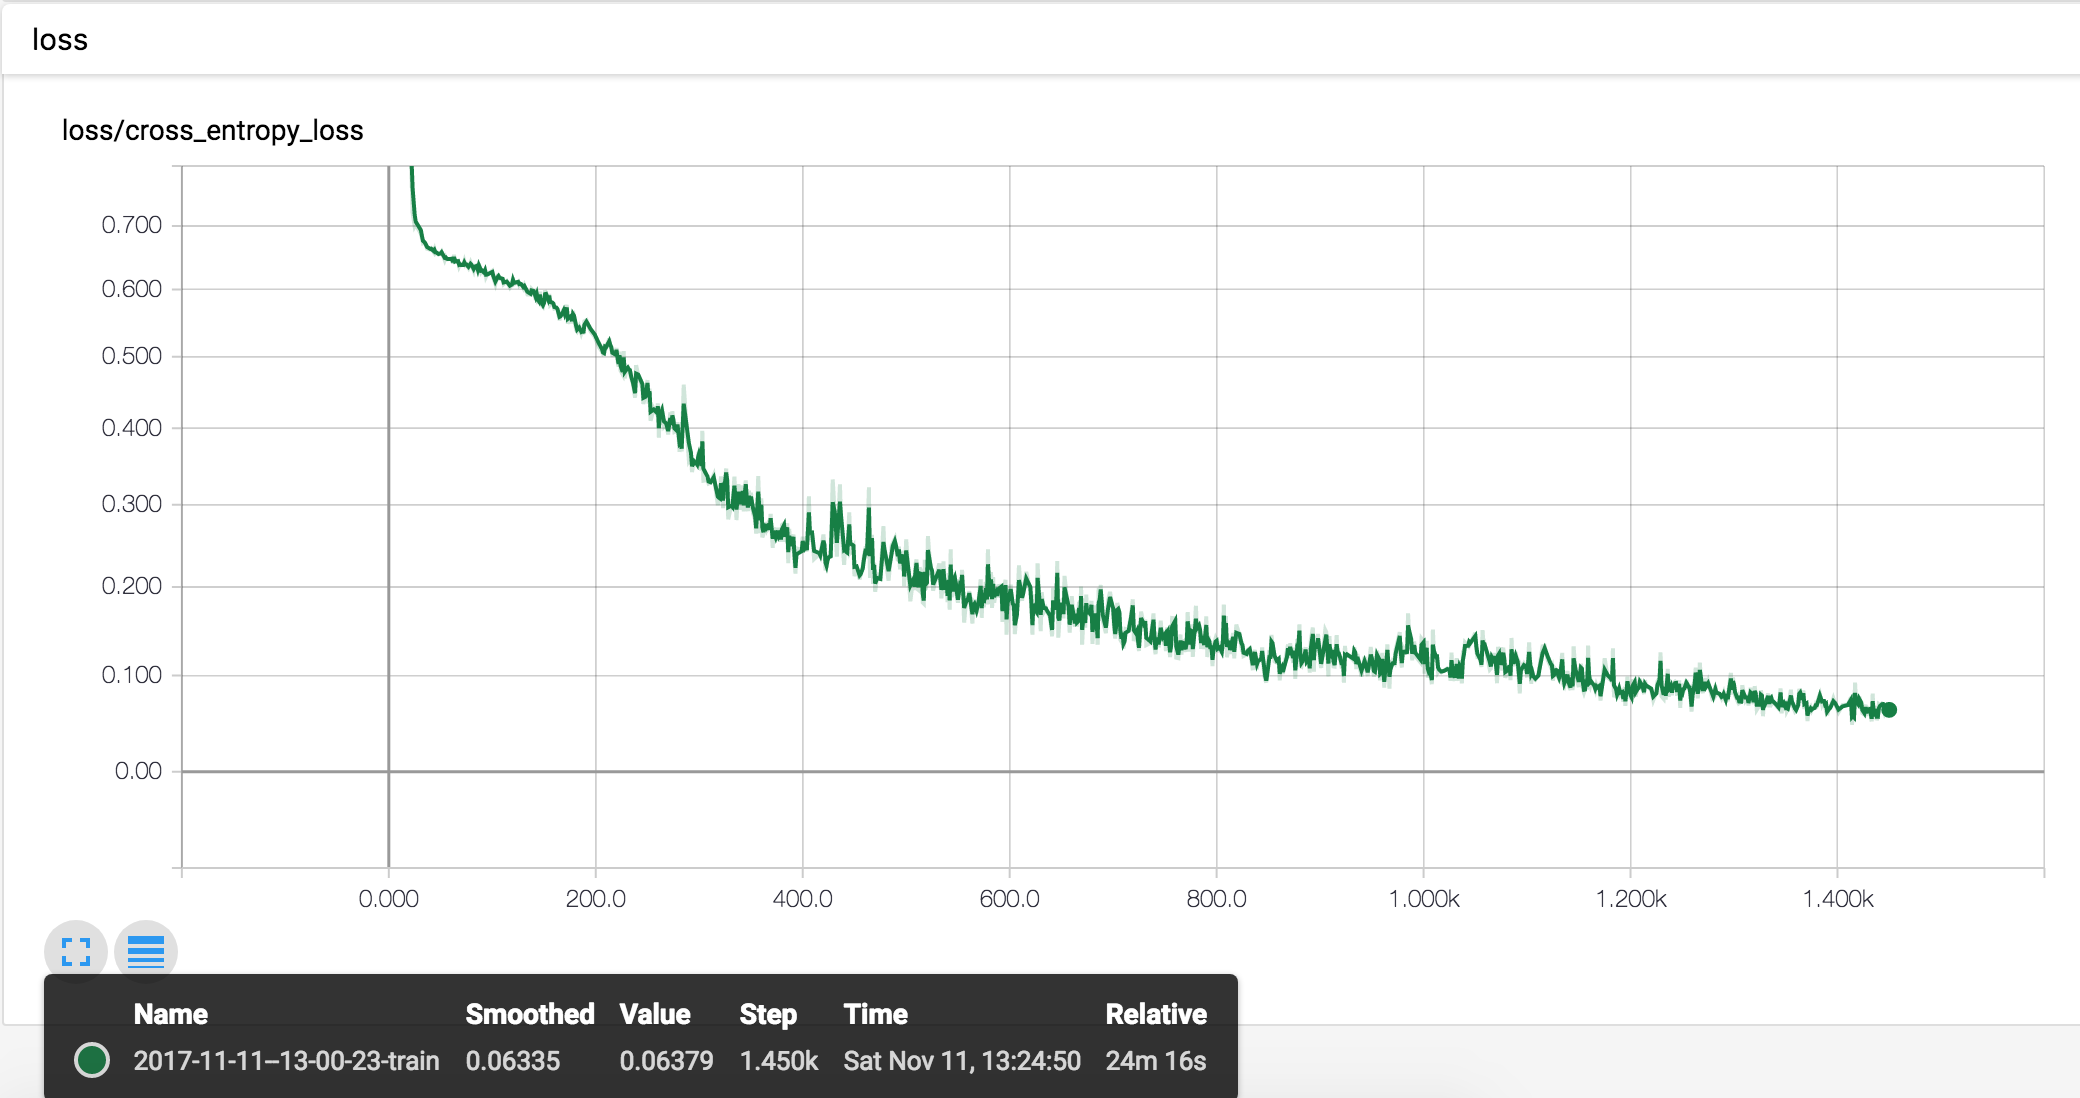 loss
loss/cross_entropy_loss
0.700
0.600
0.500
0.400
0.300
0.200
0.100
0.00
0.000 200.0 400.0 600.0 800.0 1.000k 1.200k 1.400k
Name Smoothed Value Step Time Relative
2017-11-11--13-00-23-train 0.06335 0.06379 1.450k Sat Nov 11, 13:24:50 24m 16s